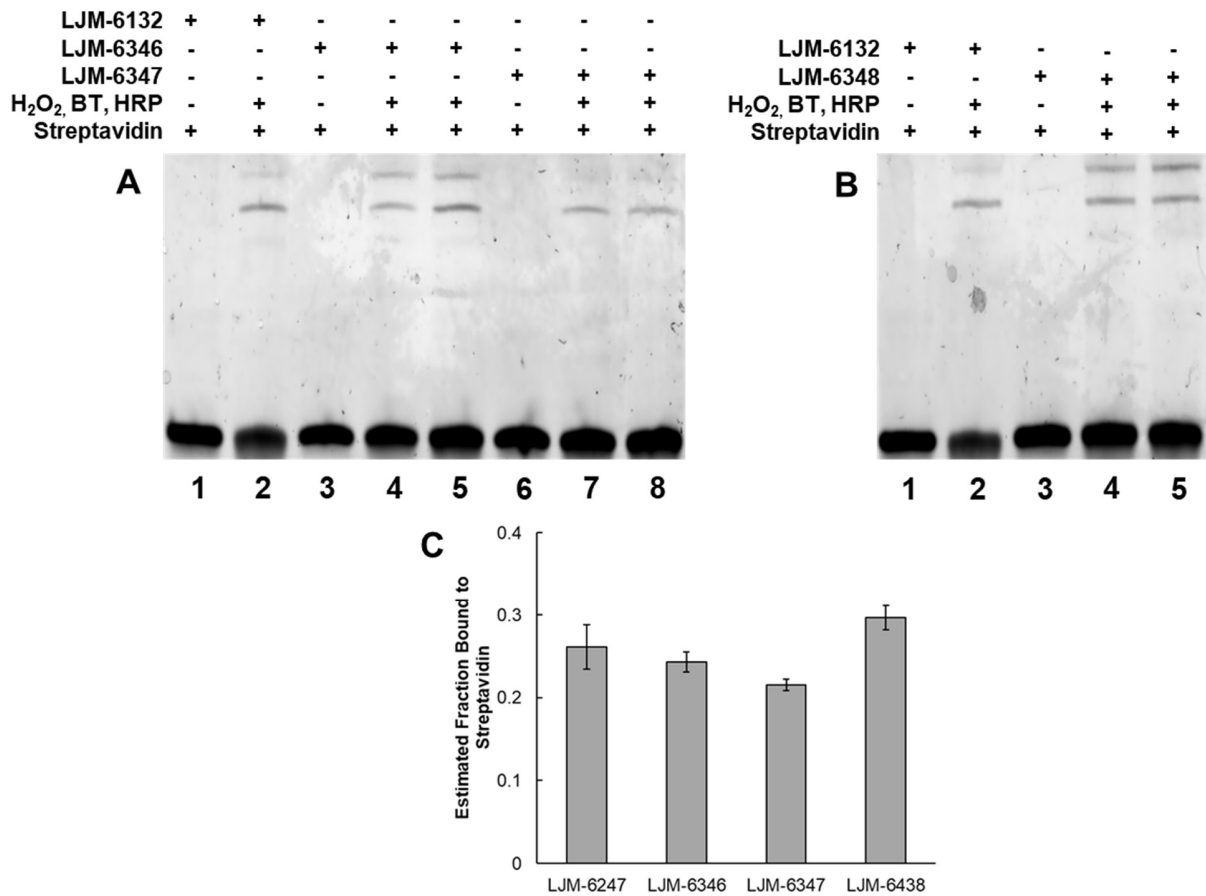 LJM-6132 + + - - - - - -
LJM-6346 - - + + + - - -
LJM-6347 - - - - - + + +
H₂O₂, BT, HRP - + - + + - + +
Streptavidin + + + + + + + +
A
1 2 3 4 5 6 7 8
LJM-6132 + + - - -
LJM-6348 - - + + +
H₂O₂, BT, HRP - + - + +
Streptavidin + + + + +
B
1 2 3 4 5
C
Estimated Fraction Bound to
Streptavidin
0.4
0.3
0.2
0.1
0
LJM-6247 LJM-6346 LJM-6347 LJM-6438